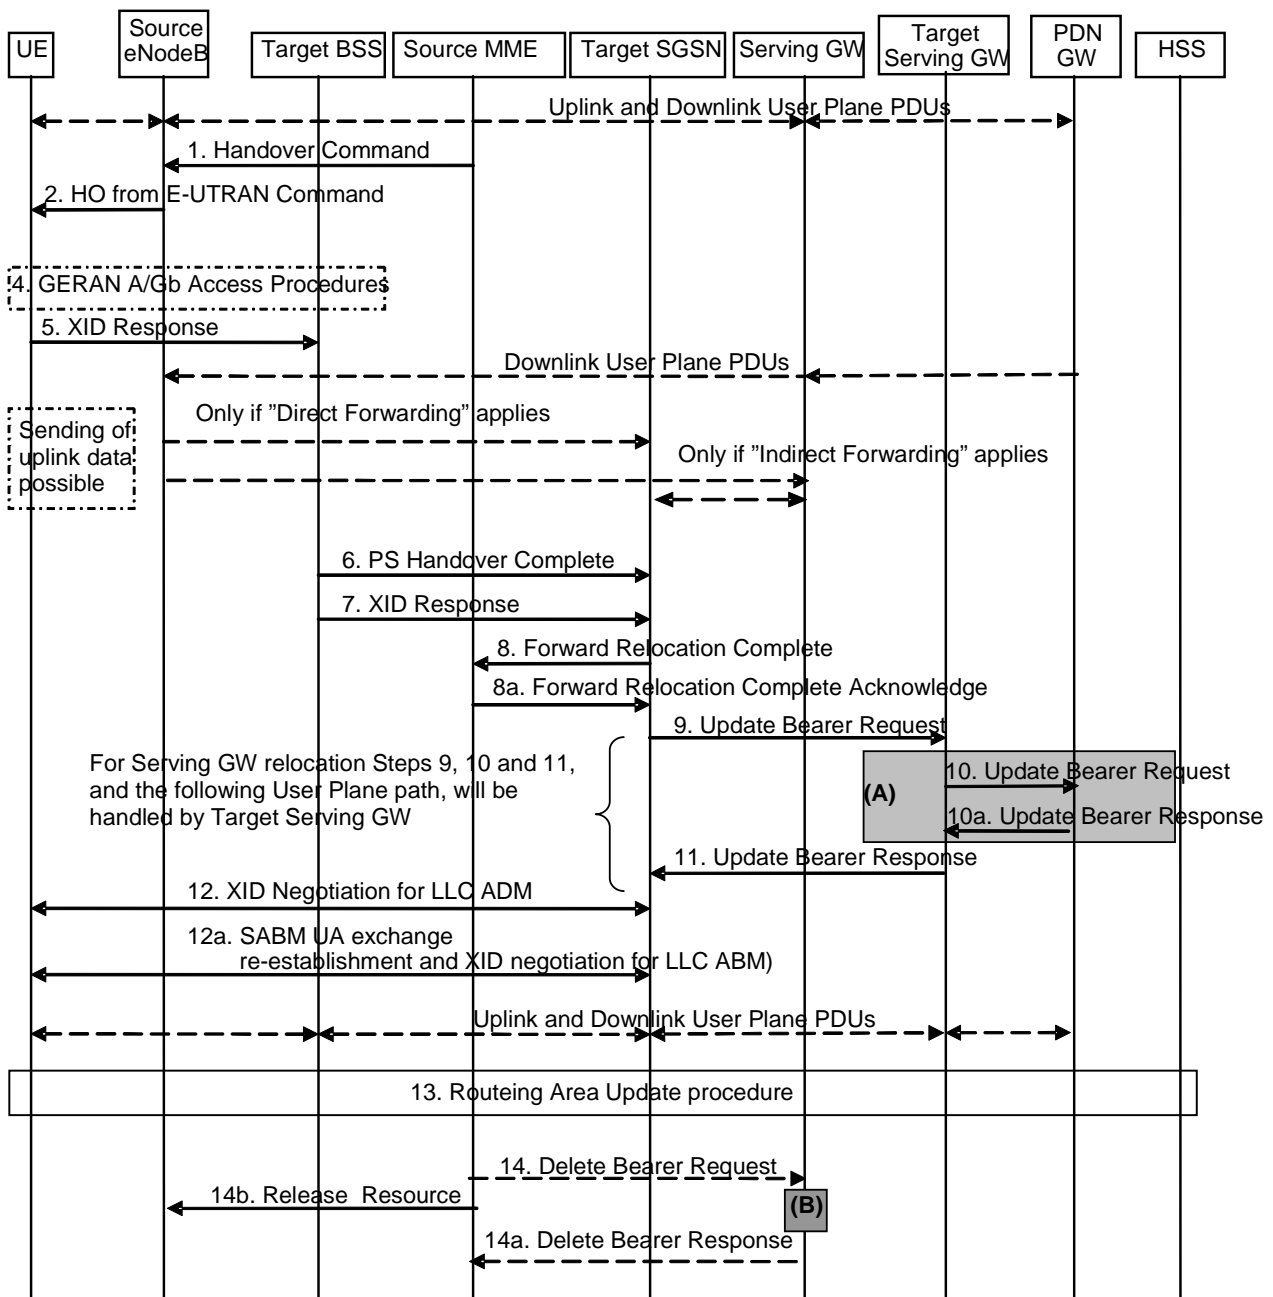 UE
Source
eNodeB
Target BSS
Source MME
Target SGSN
Serving GW
Target
Serving GW
PDN
GW
HSS
Uplink and Downlink User Plane PDUs
1. Handover Command
2. HO from E-UTRAN Command
4. GERAN A/Gb Access Procedures
5. XID Response
Downlink User Plane PDUs
Only if ”Direct Forwarding” applies
Sending of
uplink data
possible
Only if ”Indirect Forwarding” applies
6. PS Handover Complete
7. XID Response
8. Forward Relocation Complete
8a. Forward Relocation Complete Acknowledge
9. Update Bearer Request
For Serving GW relocation Steps 9, 10 and 11,
and the following User Plane path, will be
handled by Target Serving GW
(A)
10. Update Bearer Request
10a. Update Bearer Response
11. Update Bearer Response
12. XID Negotiation for LLC ADM
12a. SABM UA exchange
re-establishment and XID negotiation for LLC ABM)
Uplink and Downlink User Plane PDUs
13. Routeing Area Update procedure
14. Delete Bearer Request
14b. Release Resource
(B)
14a. Delete Bearer Response